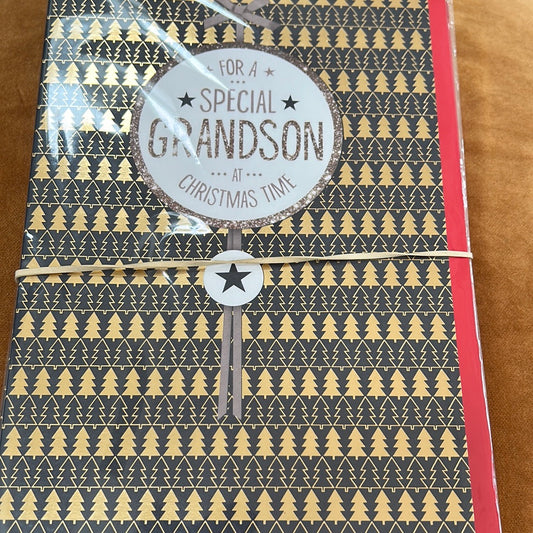 FOR A
SPECIAL
GRANDSON
AT
CHRISTMAS TIME